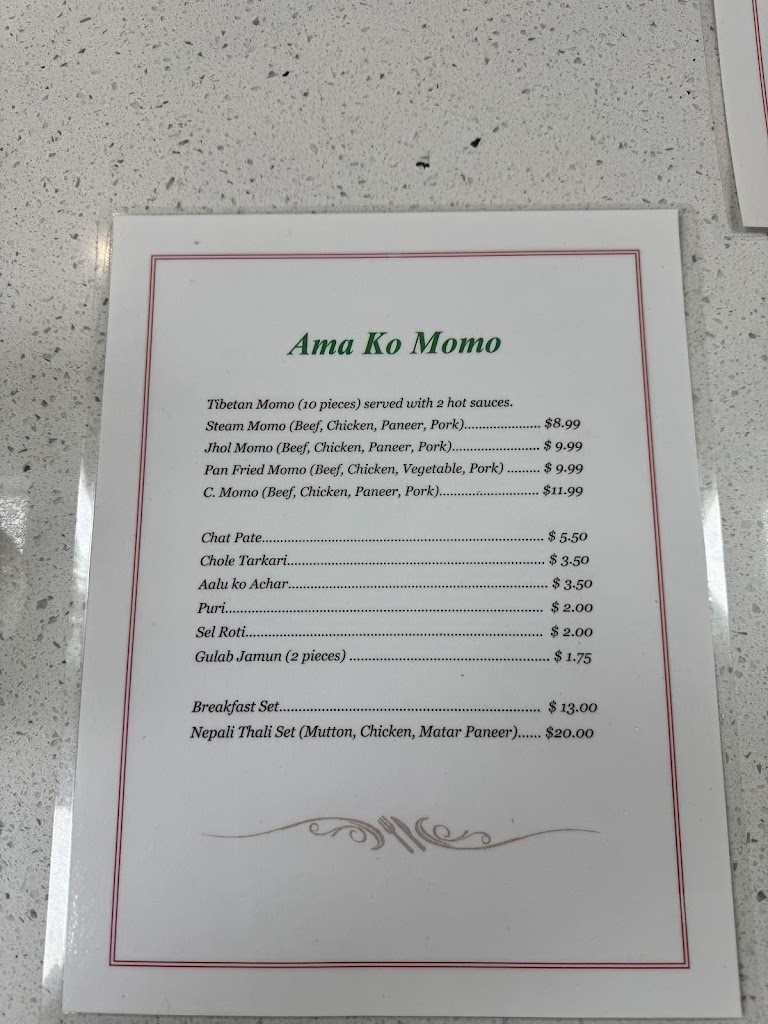 Ama Ko Momo
Tibetan Momo (10 pieces) served with 2 hot sauces.
Steam Momo (Beef, Chicken, Paneer, Pork)..................... $8.99
Jhol Momo (Beef, Chicken, Paneer, Pork)........................ $ 9.99
Pan Fried Momo (Beef, Chicken, Vegetable, Pork) ......... $ 9.99
C. Momo (Beef, Chicken, Paneer, Pork)........................... $11.99
Chat Pate............................................................................. $ 5.50
Chole Tarkari...................................................................... $ 3.50
Aalu ko Achar...................................................................... $ 3.50
Puri...................................................................................... $ 2.00
Sel Roti................................................................................ $ 2.00
Gulab Jamun (2 pieces) ..................................................... $ 1.75
Breakfast Set...................................................................... $ 13.00
Nepali Thali Set (Mutton, Chicken, Matar Paneer)...... $20.00